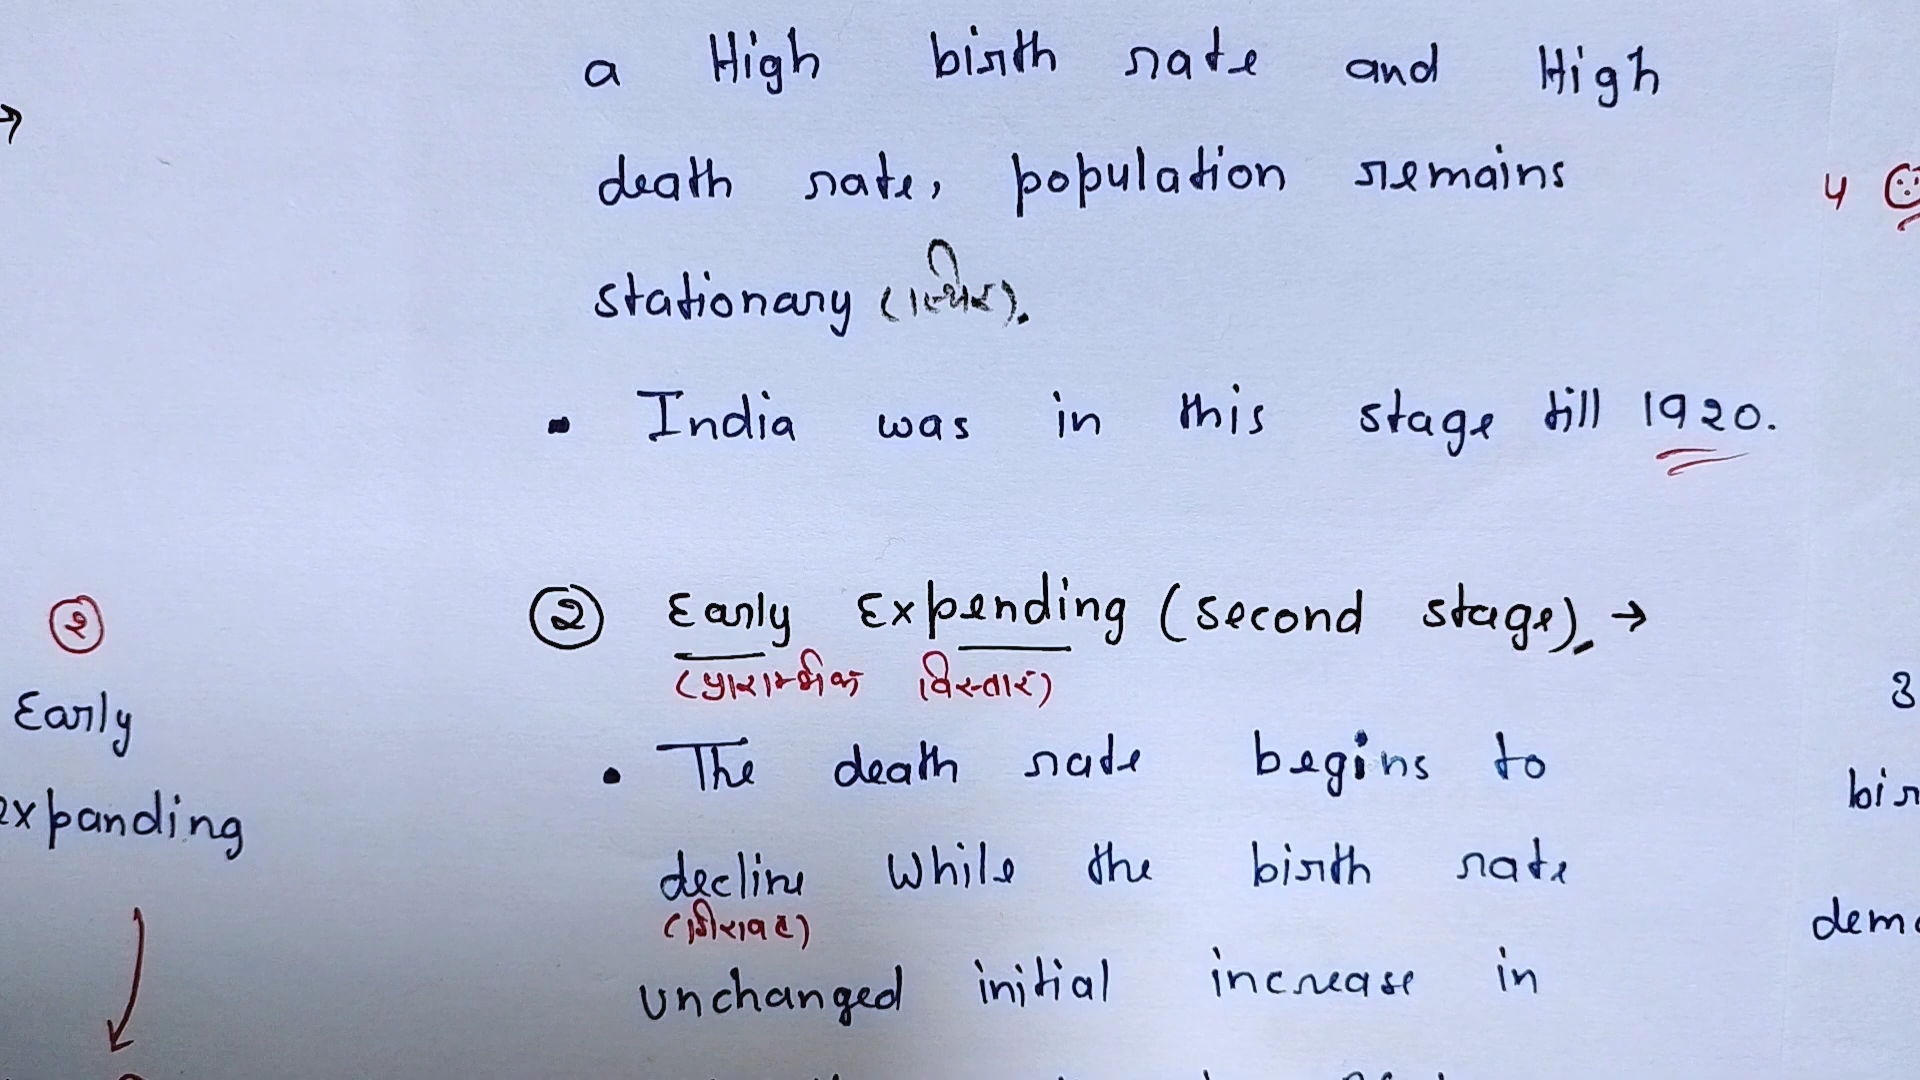 a High birth rate and High
death rate, population remains
stationary (स्थिर).
India was in this stage till 1920.
② Early Expending (second stage). →
(प्रारम्भिक विस्तार)
• The death rate begins to
decline While the birth rate
(गिरावट)
unchanged initial increase in
→
②
Early
expanding
4
3
bir
dem